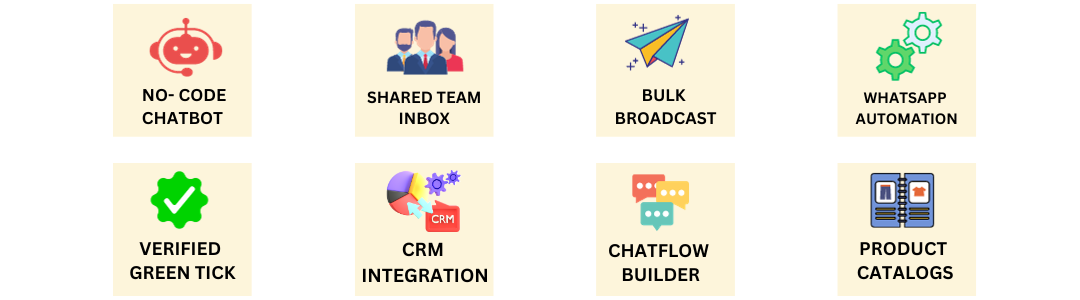 NO- CODE
CHATBOT
SHARED TEAM
INBOX
BULK
BROADCAST
WHATSAPP
AUTOMATION
VERIFIED
GREEN TICK
CRM
CRM
INTEGRATION
CHATFLOW
BUILDER
PRODUCT
CATALOGS